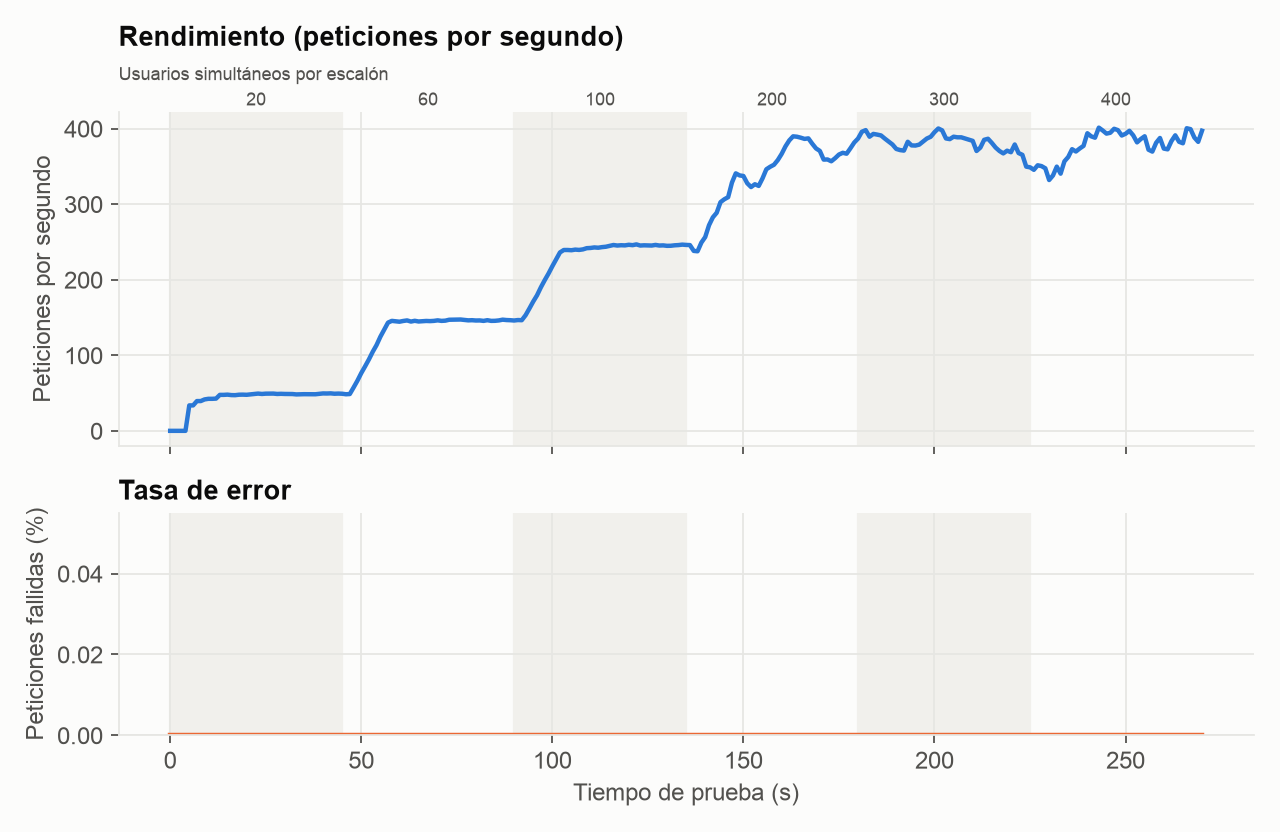 Rendimiento (peticiones por segundo)
Usuarios simultáneos por escalón
20 60 100 200 300 400
Peticiones por segundo
400
300
200
100
0
Tasa de error
Peticiones fallidas (%)
0.04
0.02
0.00
0 50 100 150 200 250
Tiempo de prueba (s)